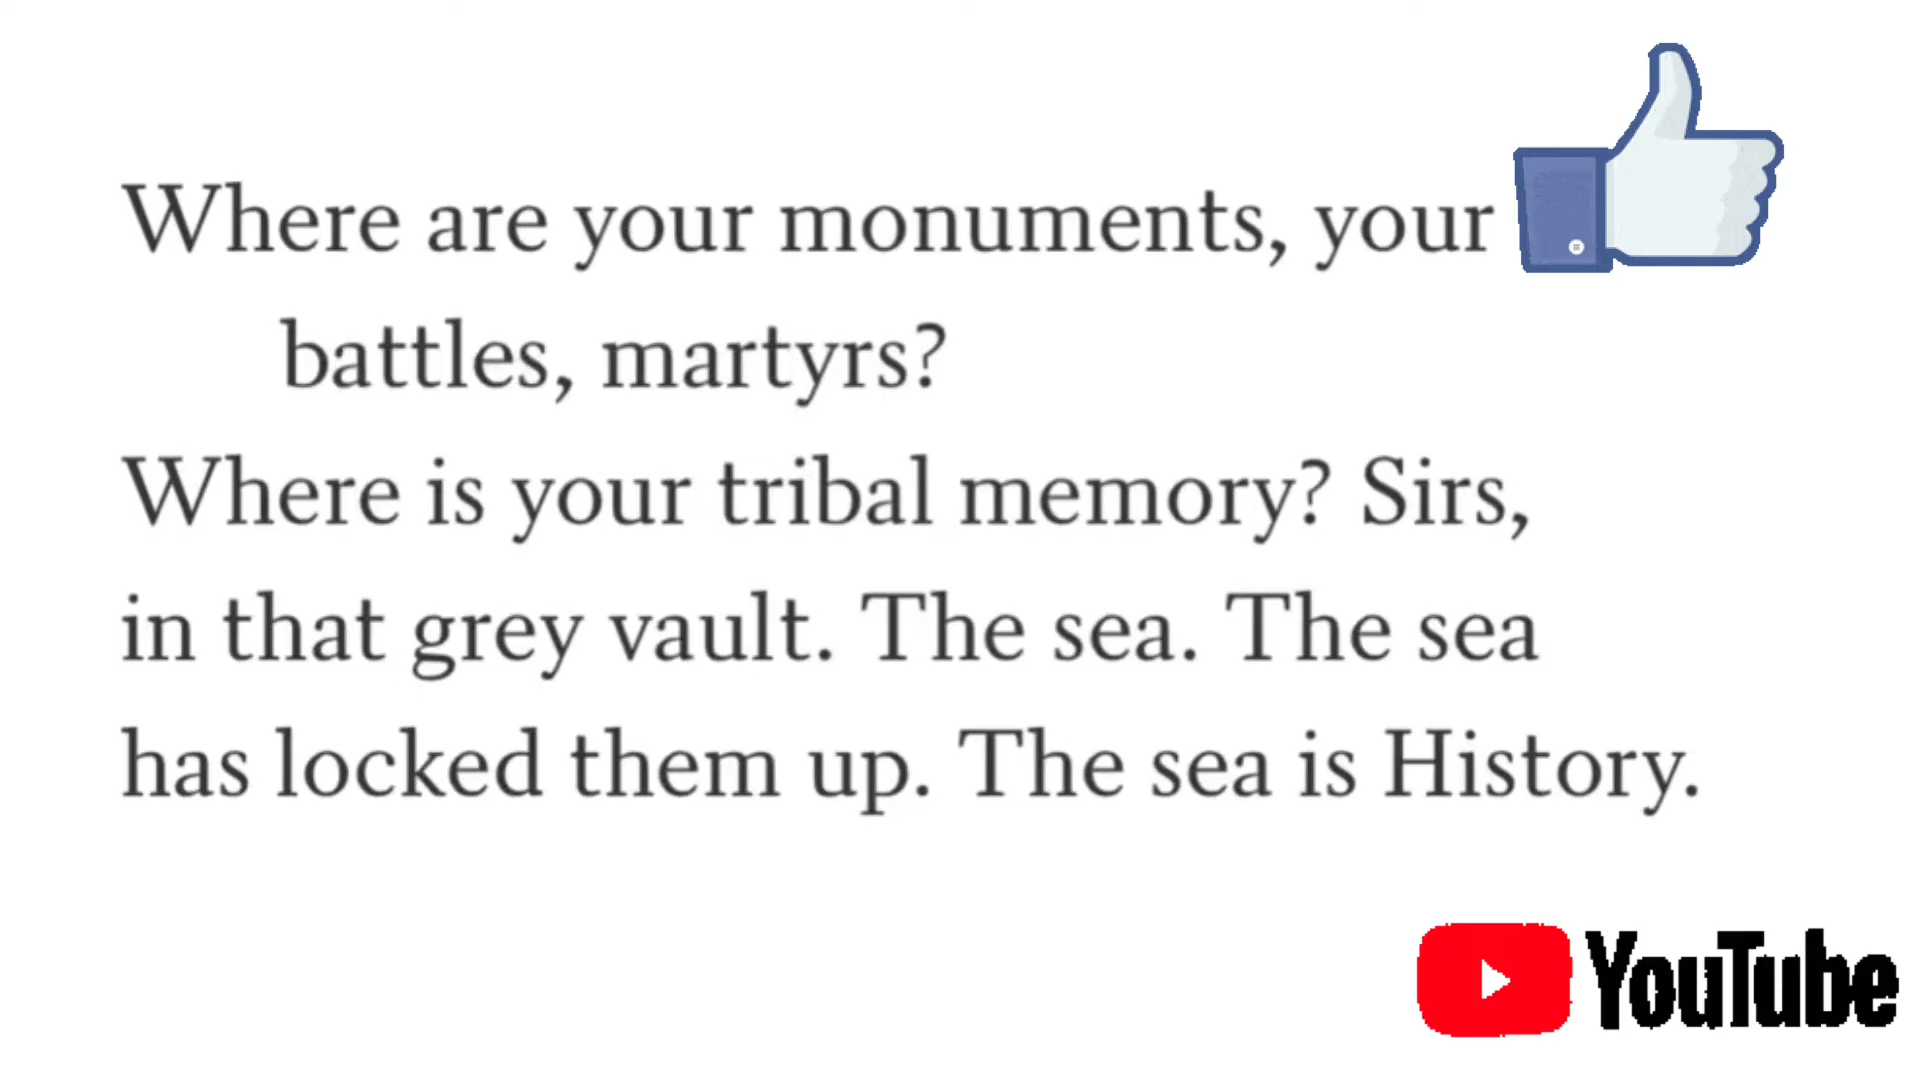 Where are your monuments, your
battles, martyrs?
Where is your tribal memory? Sirs,
in that grey vault. The sea. The sea
has locked them up. The sea is History.
YouTube